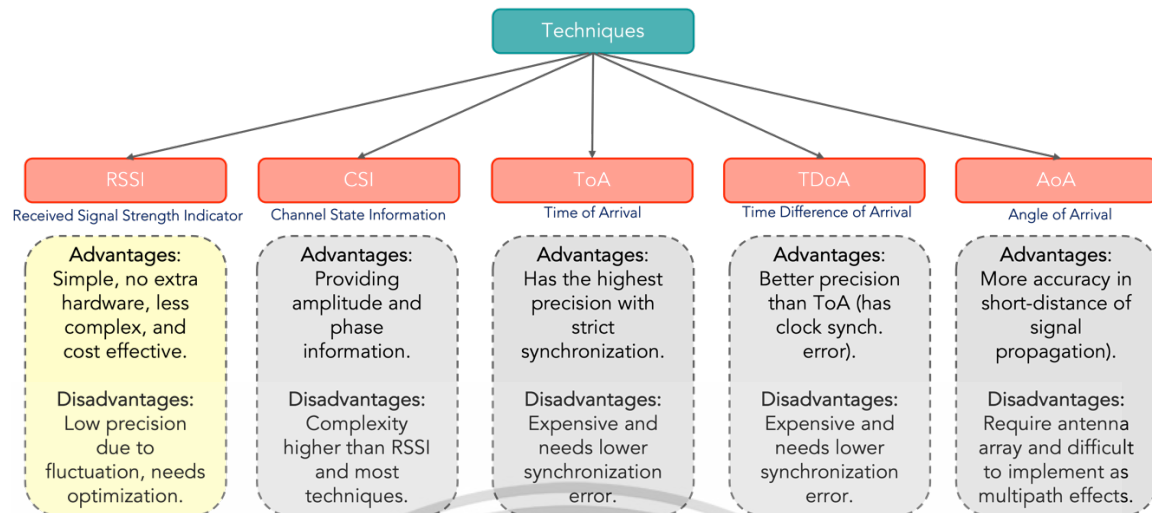 Techniques
RSSI
Received Signal Strength Indicator
Advantages:
Simple, no extra
hardware, less
complex, and
cost effective.
Disadvantages:
Low precision
due to
fluctuation, needs
optimization.
CSI
Channel State Information
Advantages:
Providing
amplitude and
phase
information.
Disadvantages:
Complexity
higher than RSSI
and most
techniques.
ToA
Time of Arrival
Advantages:
Has the highest
precision with
strict
synchronization.
Disadvantages:
Expensive and
needs lower
synchronization
error.
TDoA
Time Difference of Arrival
Advantages:
Better precision
than ToA (has
clock synch.
error).
Disadvantages:
Expensive and
needs lower
synchronization
error.
AoA
Angle of Arrival
Advantages:
More accuracy in
short-distance of
signal
propagation).
Disadvantages:
Require antenna
array and difficult
to implement as
multipath effects.